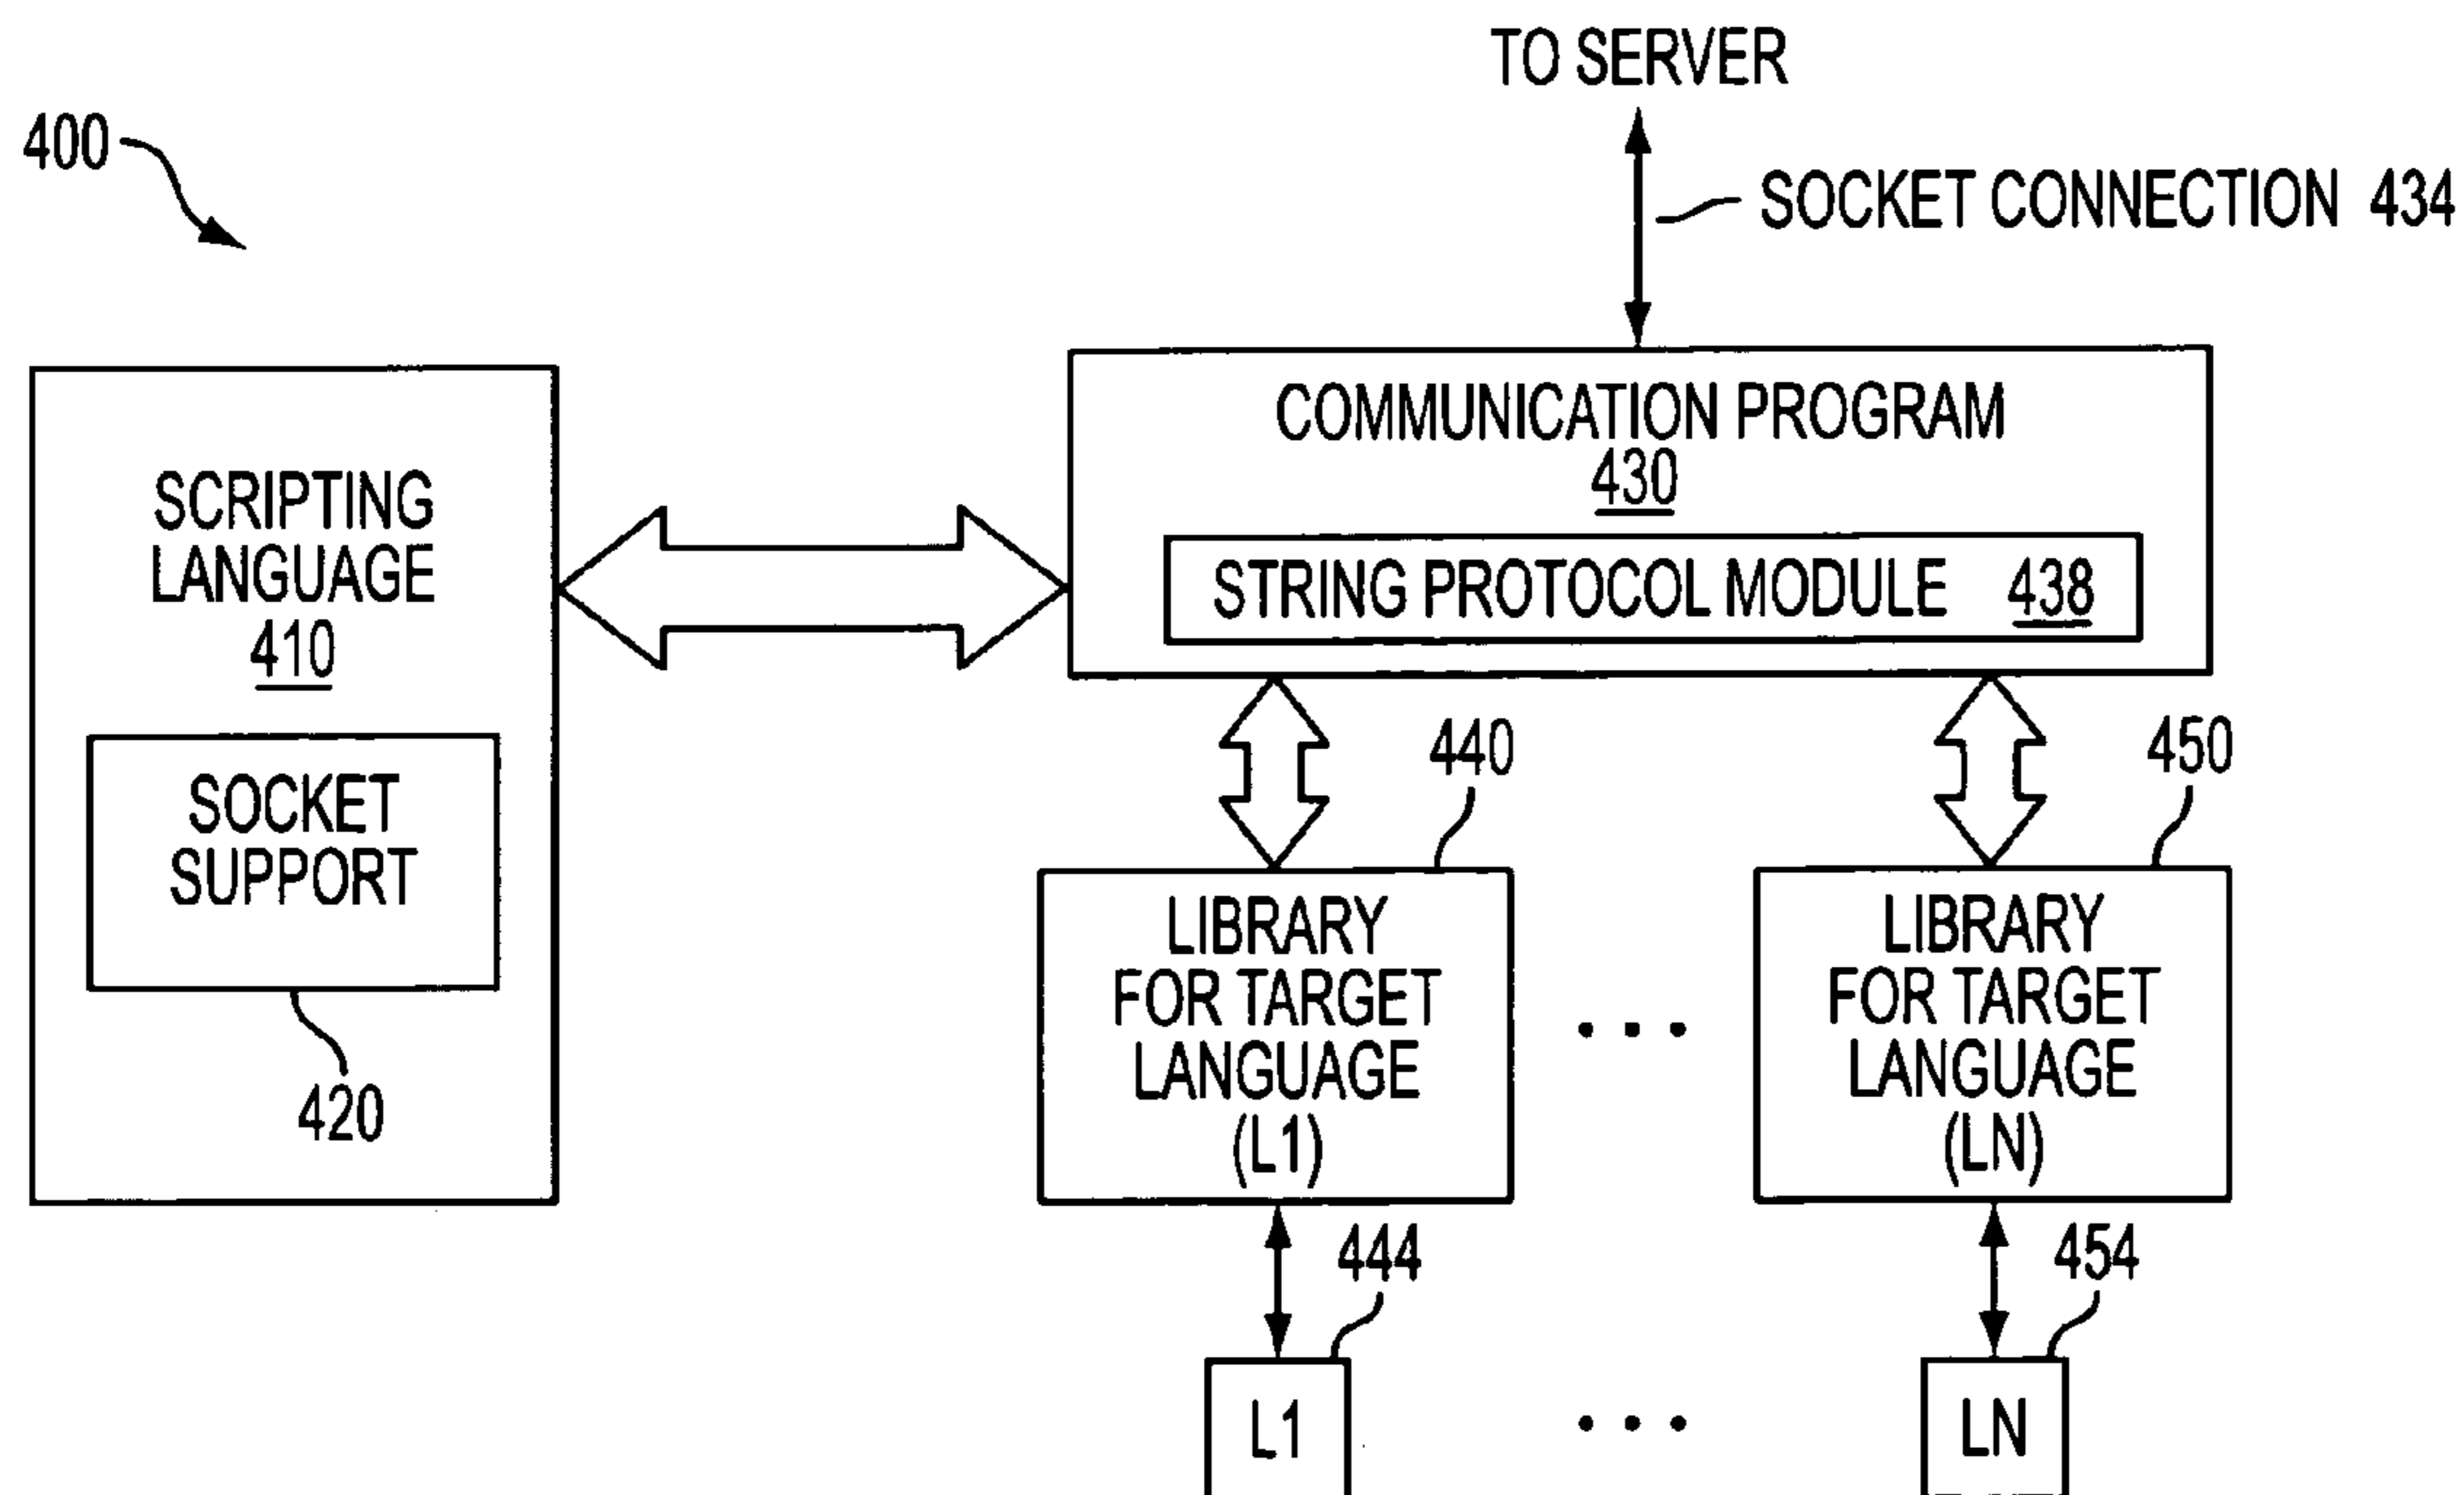 TO SERVER
400
SOCKET CONNECTION 434
COMMUNICATION PROGRAM
430
STRING PROTOCOL MODULE 438
SCRIPTING
LANGUAGE
410
SOCKET
SUPPORT
420
440
450
LIBRARY
FOR TARGET
LANGUAGE
(L1)
• • •
LIBRARY
FOR TARGET
LANGUAGE
(LN)
444
454
L1
• • •
LN